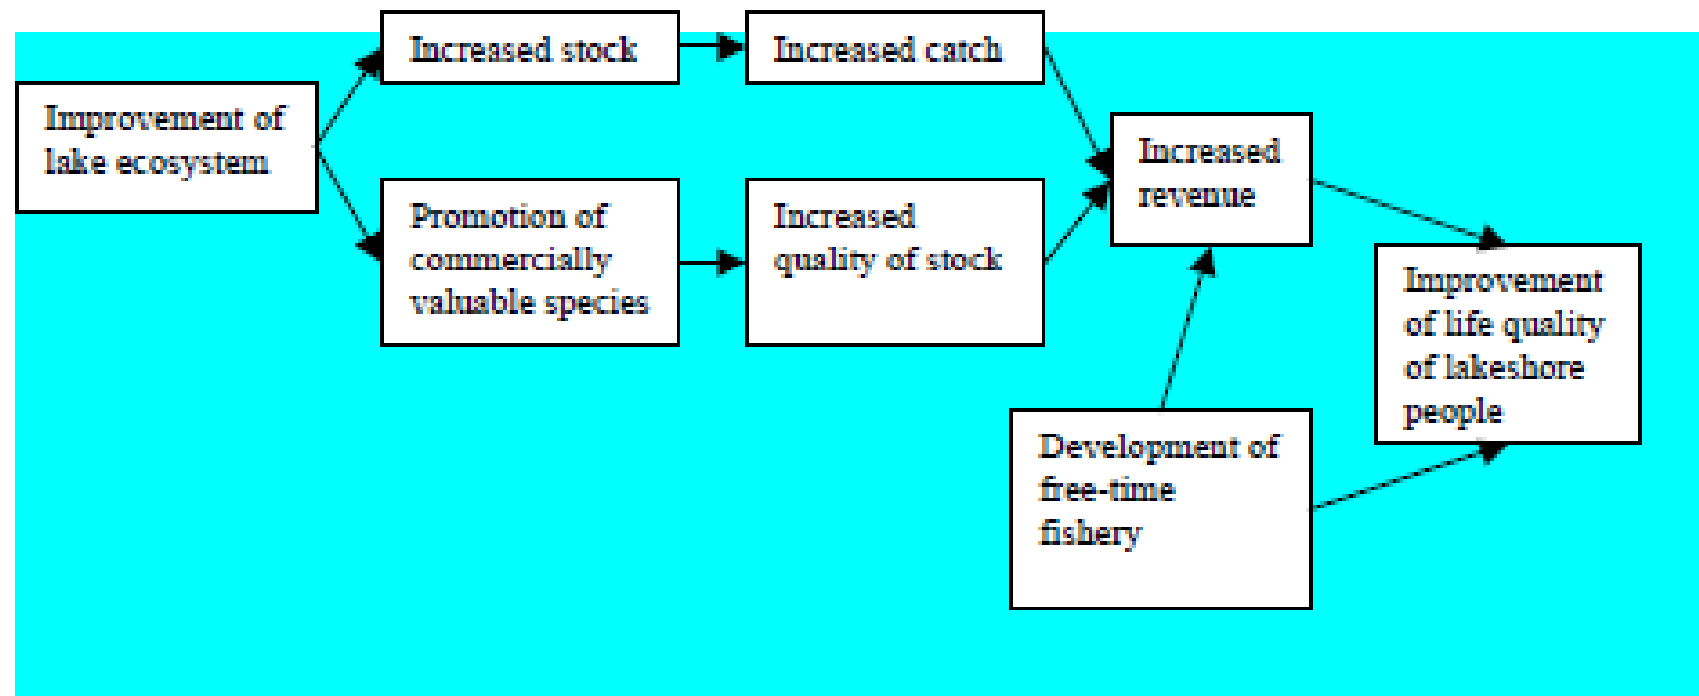 Increased stock
Increased catch
Improvement of
lake ecosystem
Increased
revenue
Promotion of
commercially
valuable species
Increased
quality of stock
Improvement
of life quality
of lakeshore
people
Development of
free-time
fishery